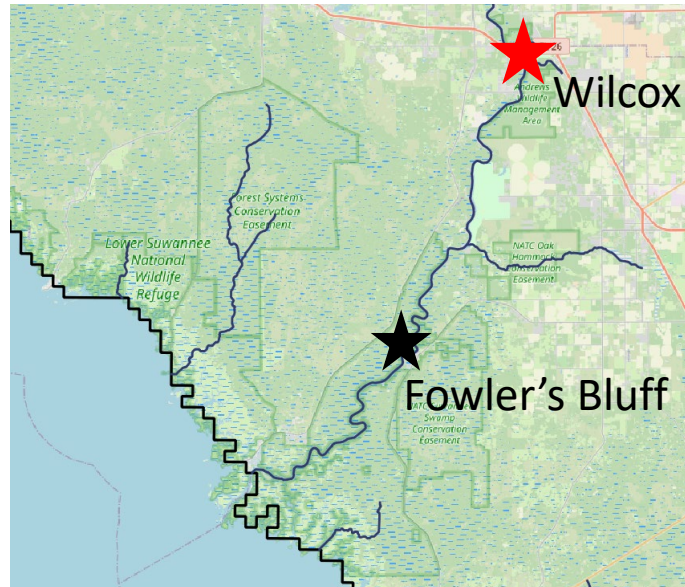 26
Wilcox
Andrews
Wildlife
Management
Area
Forest Systems
Conservation
Easement
Lower Suwannee
National
Wildlife
Refuge
NATC Oak
Hammock
Conservation
Easement
Fowler's Bluff
Swamp
Conservation
Easement